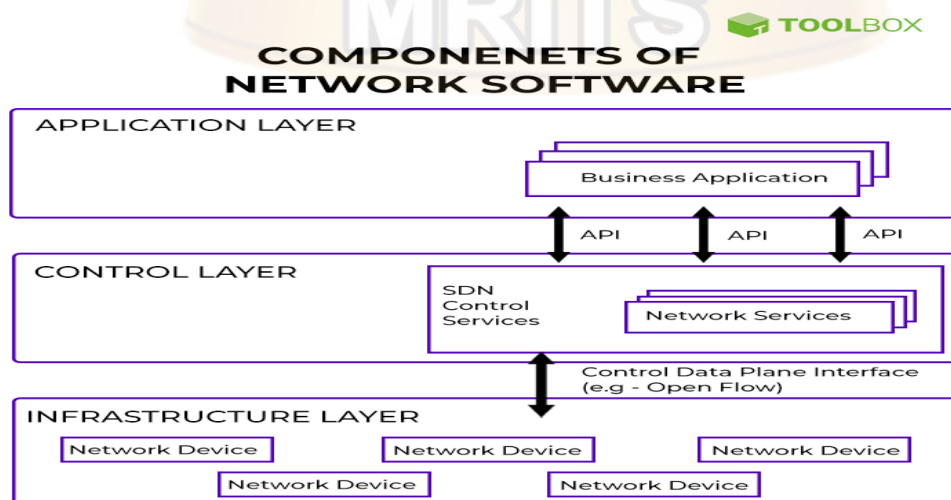 MRITS
TOOLBOX
COMPONENETS OF
NETWORK SOFTWARE
APPLICATION LAYER
Business Application
API API API
CONTROL LAYER
SDN
Control
Services
Network Services
Control Data Plane Interface
(e.g - Open Flow)
INFRASTRUCTURE LAYER
Network Device Network Device Network Device
Network Device Network Device